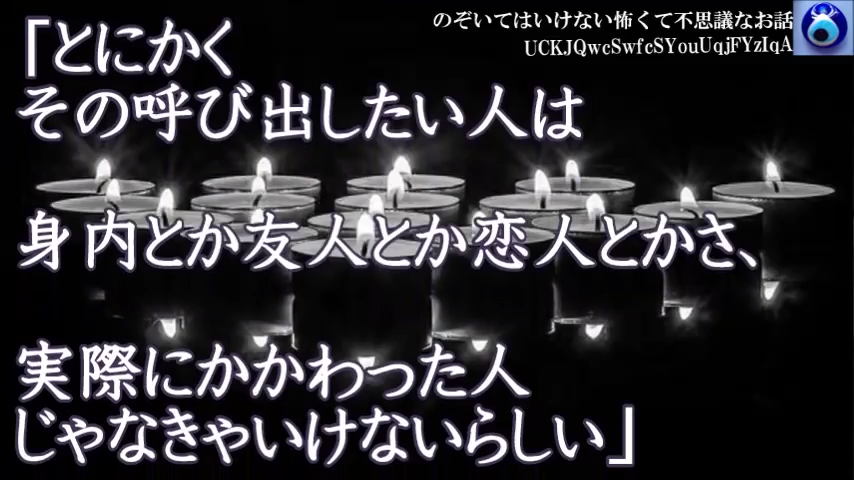 のぞいてはいけない怖くて不思議なお話
UCKJQwcSwfcSYouUqjFYzIqA
「とにかく
その呼び出したい人は
身内とか友人とか恋人とかさ、
実際にかかわった人
じゃなきゃいけないらしい」